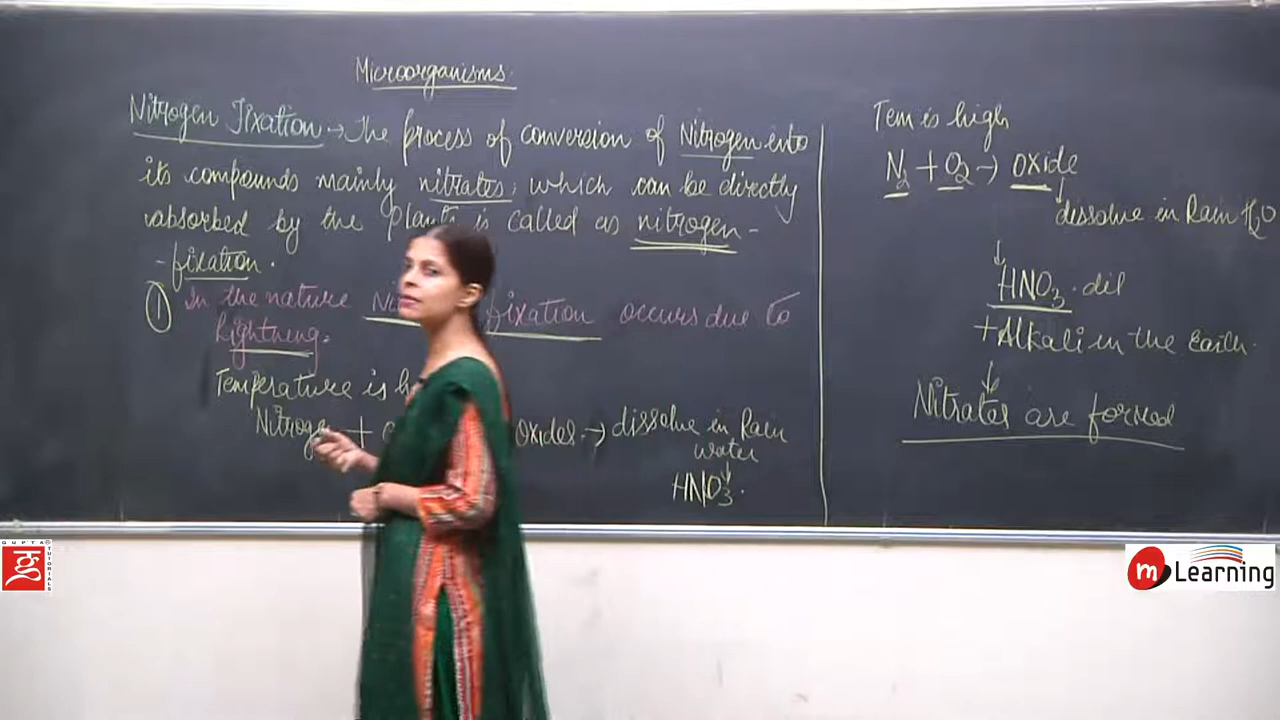 Microorganisms.
Nitrogen Fixation → The process of conversion of Nitrogen into
its compounds mainly nitrates, which can be directly
absorbed by the plants is called as nitrogen-
-fixation.
① In the nature fixation occurs due to
lightning.
Temperature is
Nitrogen + Oxides → dissolve in Rain
water
↓
HNO3.
Tem is high
N2 + O2 → oxide
↓
dissolve in Rain H2O
↓
HNO3. dil
+ Alkali in the Earth.
↓
Nitrates are formed
GUPTA
TUTORIALS
m Learning